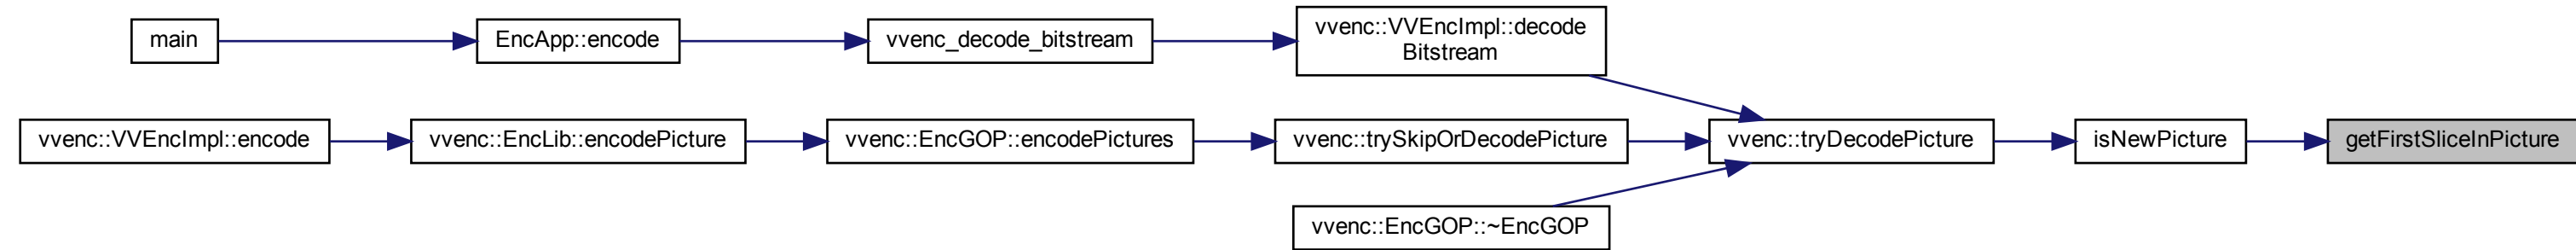 main
EncApp::encode
vvenc_decode_bitstream
vvenc::VVEncImpl::decode
Bitstream
vvenc::VVEncImpl::encode
vvenc::EncLib::encodePicture
vvenc::EncGOP::encodePictures
vvenc::trySkipOrDecodePicture
vvenc::tryDecodePicture
isNewPicture
getFirstSliceInPicture
vvenc::EncGOP::~EncGOP